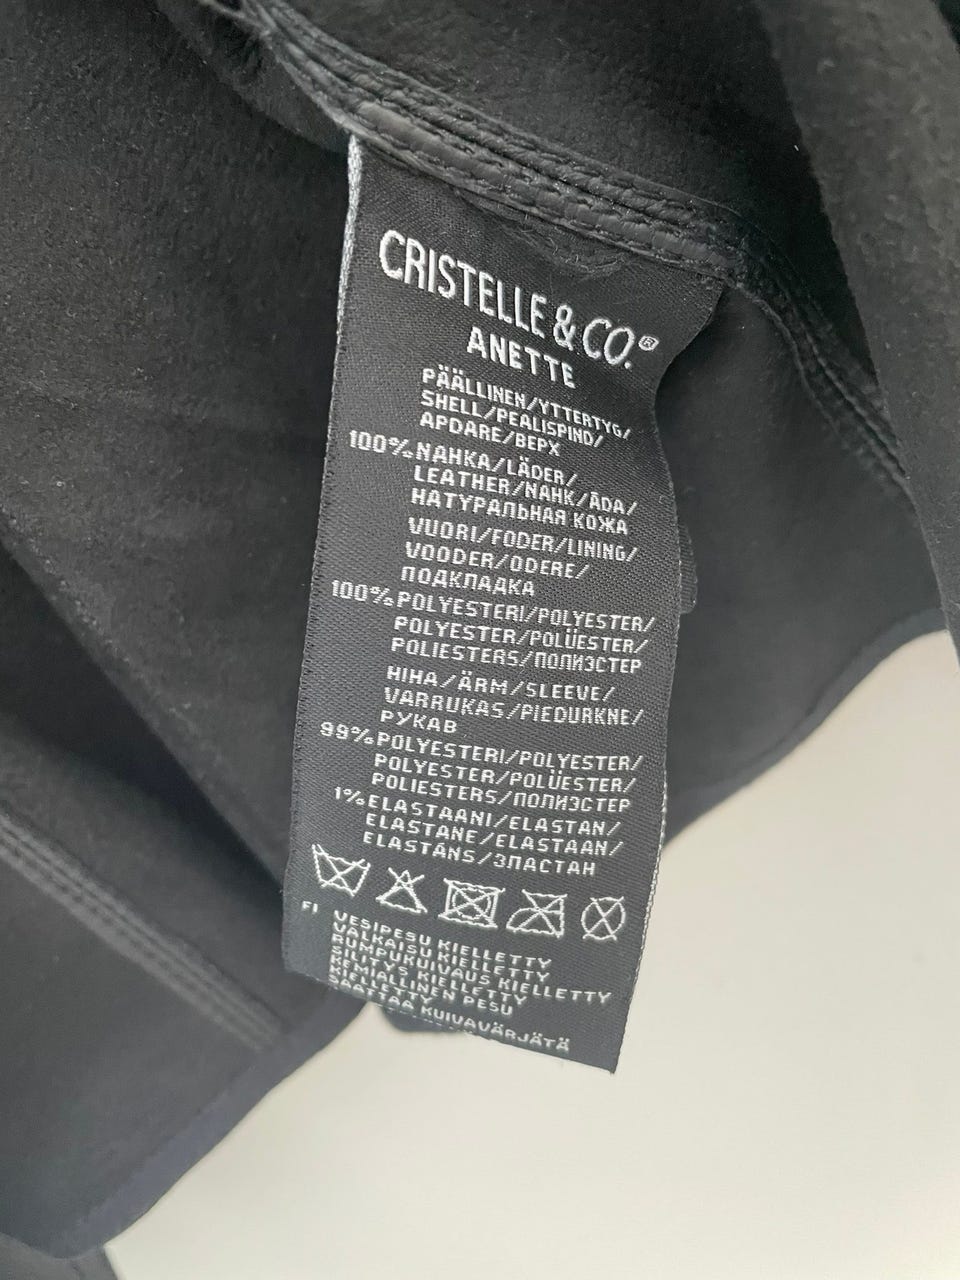 CRISTELLE & CO.®
ANETTE
PÄÄLLINEN/YTTERTYG/
SHELL/PEALISPIND/
APDARE/ВЕРХ
100% NAHKA/LÄDER/
LEATHER/NAHK/ĀDA/
НАТУРАЛЬНАЯ КОЖА
VUORI/FODER/LINING/
VOODER/ODERE/
ПОДКЛАДКА
100% POLYESTERI/POLYESTER/
POLYESTER/POLÜESTER/
POLIESTERS/ПОЛИЭСТЕР
HIHA/ÄRM/SLEEVE/
VARRUKAS/PIEDURKNE/
РУКАВ
99% POLYESTERI/POLYESTER/
POLYESTER/POLÜESTER/
POLIESTERS/ПОЛИЭСТЕР
1% ELASTAANI/ELASTAN/
ELASTANE/ELASTAAN/
ELASTĀNS/ЭЛАСТАН
FI VESIPESU KIELLETTY
VALKAISU KIELLETTY
RUMPUKUIVAUS KIELLETTY
SILITYS KIELLETTY
KEMIALLINEN PESU
KIELLETTY
SAATTAA KUIVAVÄRJÄTÄ